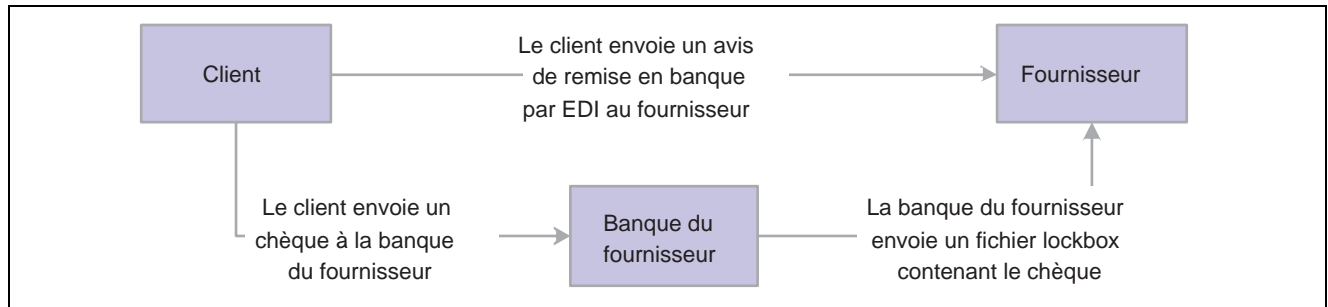 Client
Le client envoie un avis
de remise en banque
par EDI au fournisseur
Fournisseur
Le client envoie un
chèque à la banque
du fournisseur
Banque du
fournisseur
La banque du fournisseur
envoie un fichier lockbox
contenant le chèque